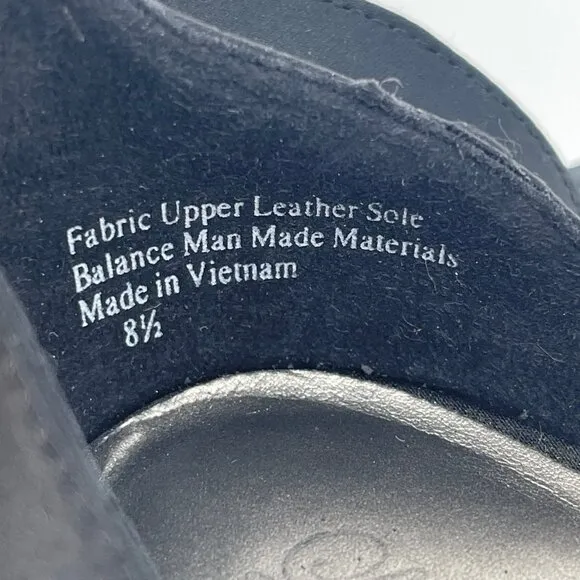 Fabric Upper Leather Sole
Balance Man Made Materials
Made in Vietnam
8½